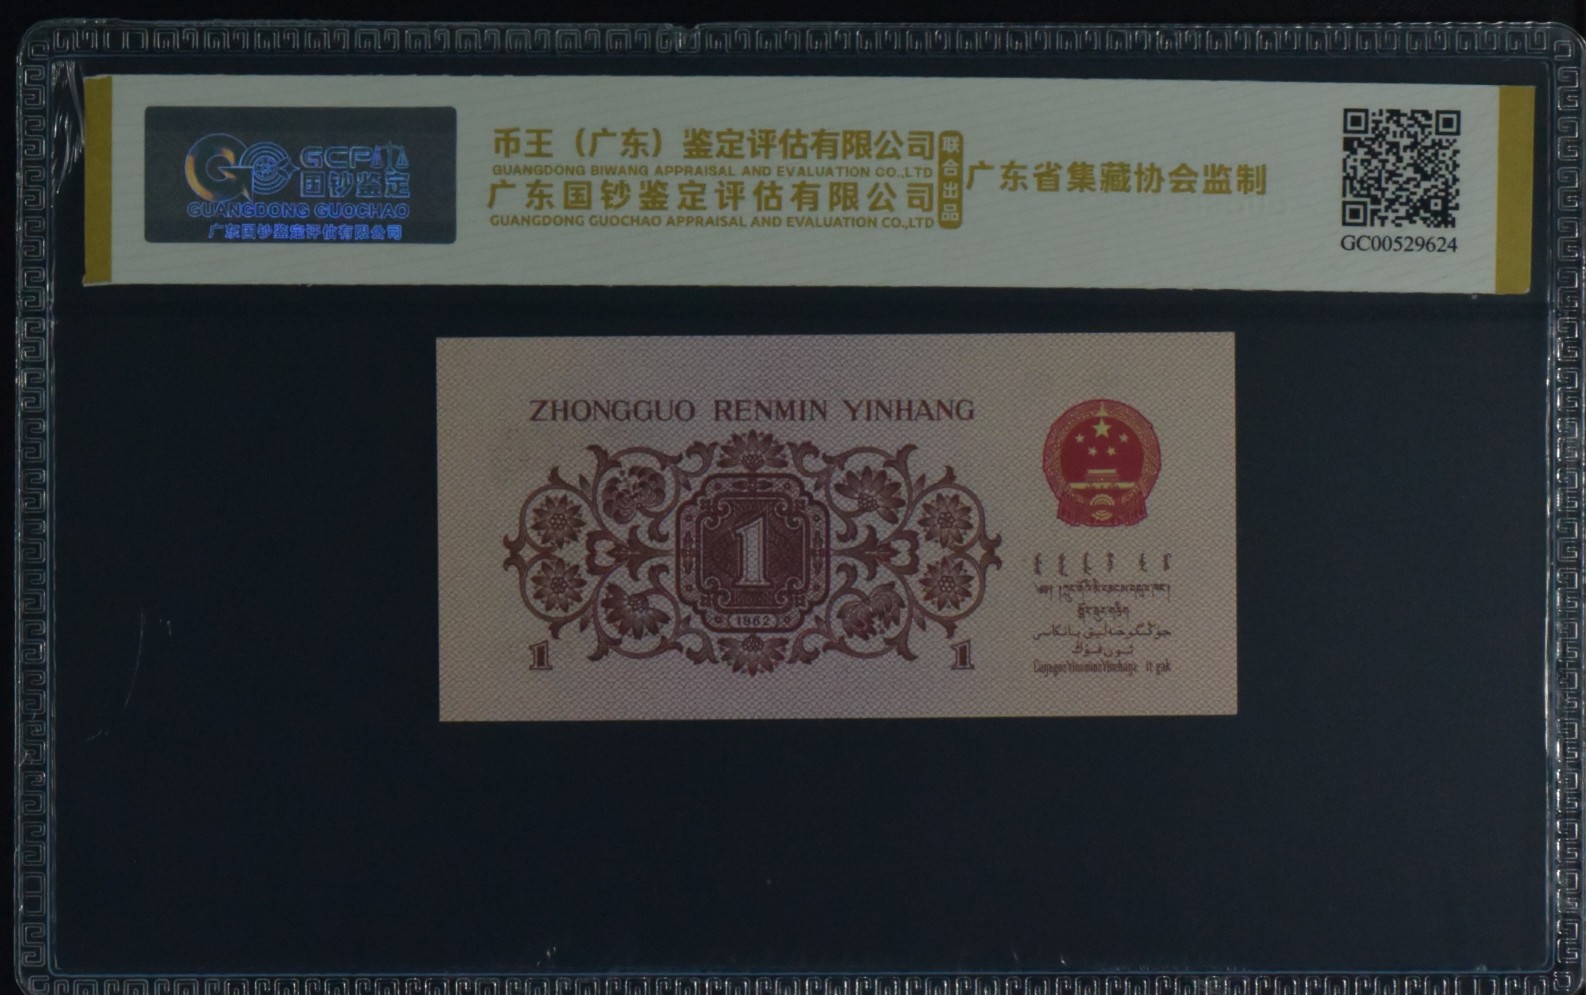 GCP
国钞鉴定
GUANGDONG GUOCHAO
广东国钞鉴定评估有限公司
币王（广东）鉴定评估有限公司
GUANGDONG BIWANG APPRAISAL AND EVALUATION CO.,LTD
广东国钞鉴定评估有限公司
GUANGDONG GUOCHAO APPRAISAL AND EVALUATION CO.,LTD
联合出品
广东省集藏协会监制
GC00529624
ZHONGGUO RENMIN YINHANG
1
1962
1
1